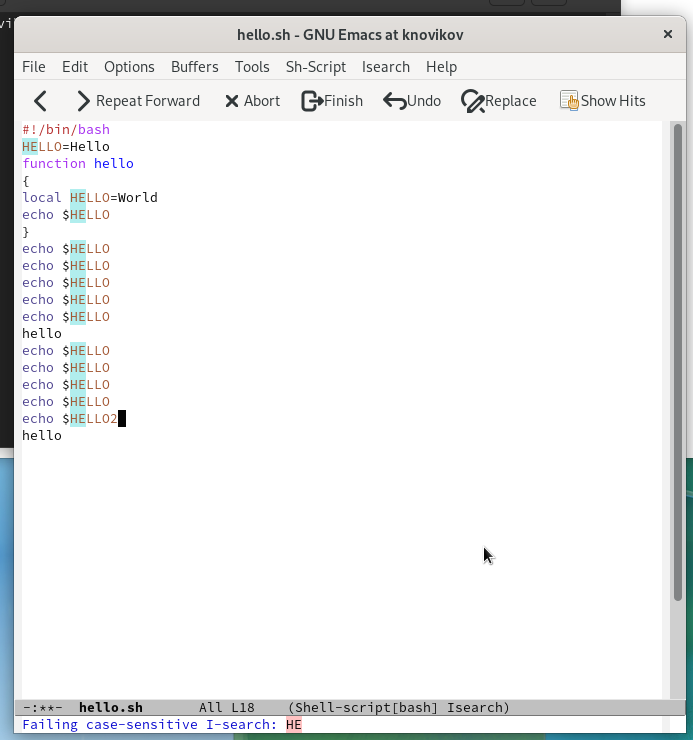 vi
hello.sh - GNU Emacs at knovikov
File Edit Options Buffers Tools Sh-Script Isearch Help
Repeat Forward Abort Finish Undo Replace Show Hits
#!/bin/bash
HELLO=Hello
function hello
{
local HELLO=World
echo $HELLO
}
echo $HELLO
echo $HELLO
echo $HELLO
echo $HELLO
echo $HELLO
hello
echo $HELLO
echo $HELLO
echo $HELLO
echo $HELLO
echo $HELLO2
hello
-:**- hello.sh All L18 (Shell-script[bash] Isearch)
Failing case-sensitive I-search: HE